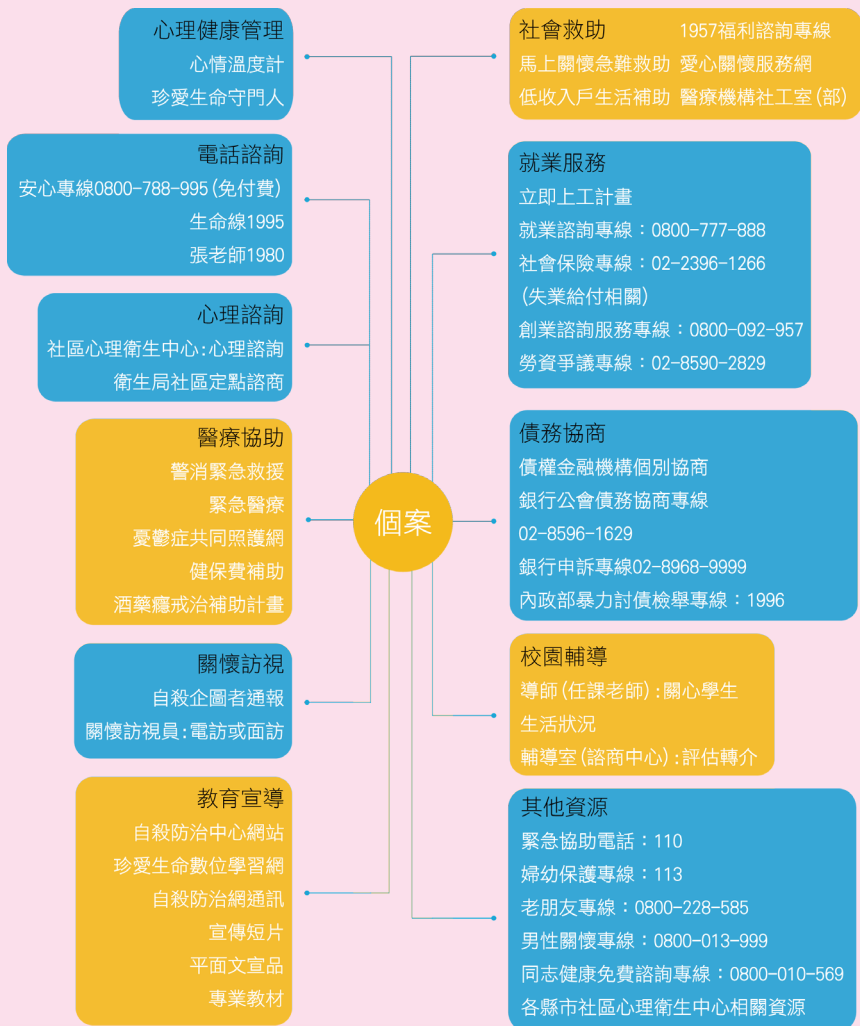 心理健康管理
心情溫度計
珍愛生命守門人
電話諮詢
安心專線0800-788-995(免付費)
生命線1995
張老師1980
心理諮詢
社區心理衛生中心:心理諮詢
衛生局社區定點諮商
醫療協助
警消緊急救援
緊急醫療
憂鬱症共同照護網
健保費補助
酒藥癮戒治補助計畫
關懷訪視
自殺企圖者通報
關懷訪視員:電訪或面訪
教育宣導
自殺防治中心網站
珍愛生命數位學習網
自殺防治網通訊
宣傳短片
平面文宣品
專業教材
個案
社會救助 1957福利諮詢專線
馬上關懷急難救助 愛心關懷服務網
低收入戶生活補助 醫療機構社工室(部)
就業服務
立即上工計畫
就業諮詢專線：0800-777-888
社會保險專線：02-2396-1266
(失業給付相關)
創業諮詢服務專線：0800-092-957
勞資爭議專線：02-8590-2829
債務協商
債權金融機構個別協商
銀行公會債務協商專線
02-8596-1629
銀行申訴專線02-8968-9999
內政部暴力討債檢舉專線：1996
校園輔導
導師(任課老師):關心學生
生活狀況
輔導室(諮商中心):評估轉介
其他資源
緊急協助電話：110
婦幼保護專線：113
老朋友專線：0800-228-585
男性關懷專線：0800-013-999
同志健康免費諮詢專線：0800-010-569
各縣市社區心理衛生中心相關資源